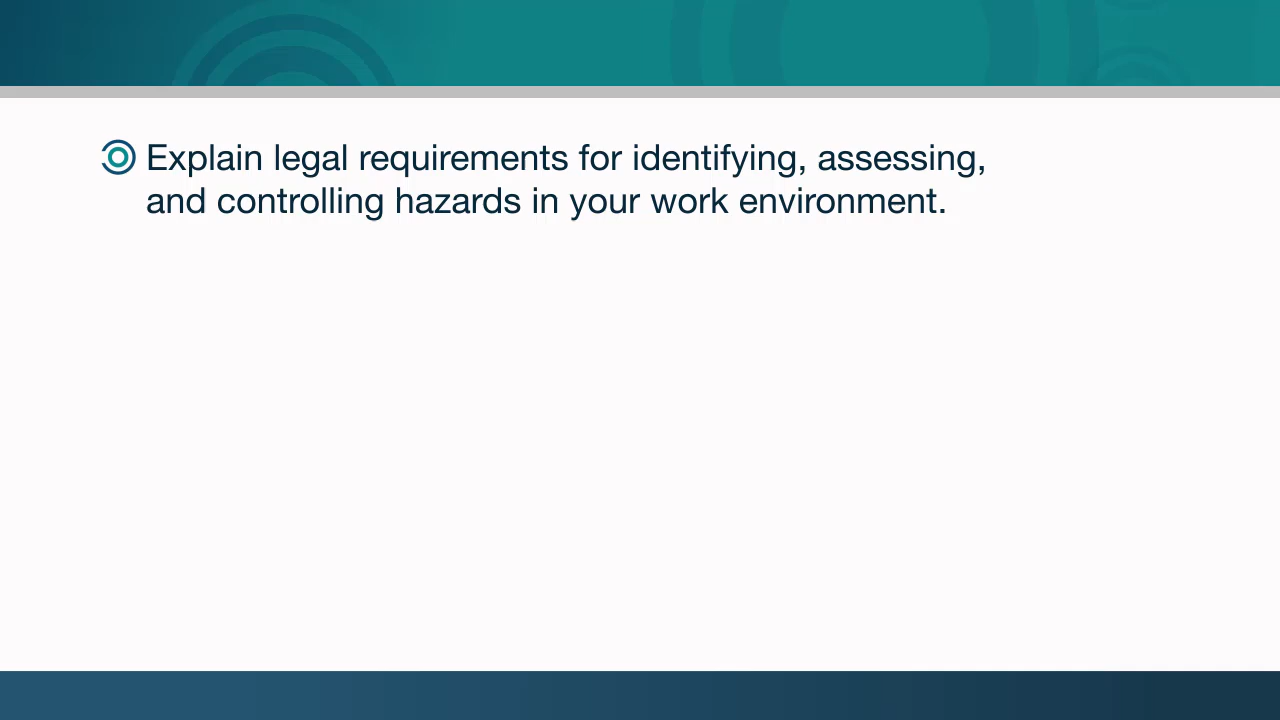 Explain legal requirements for identifying, assessing,
and controlling hazards in your work environment.